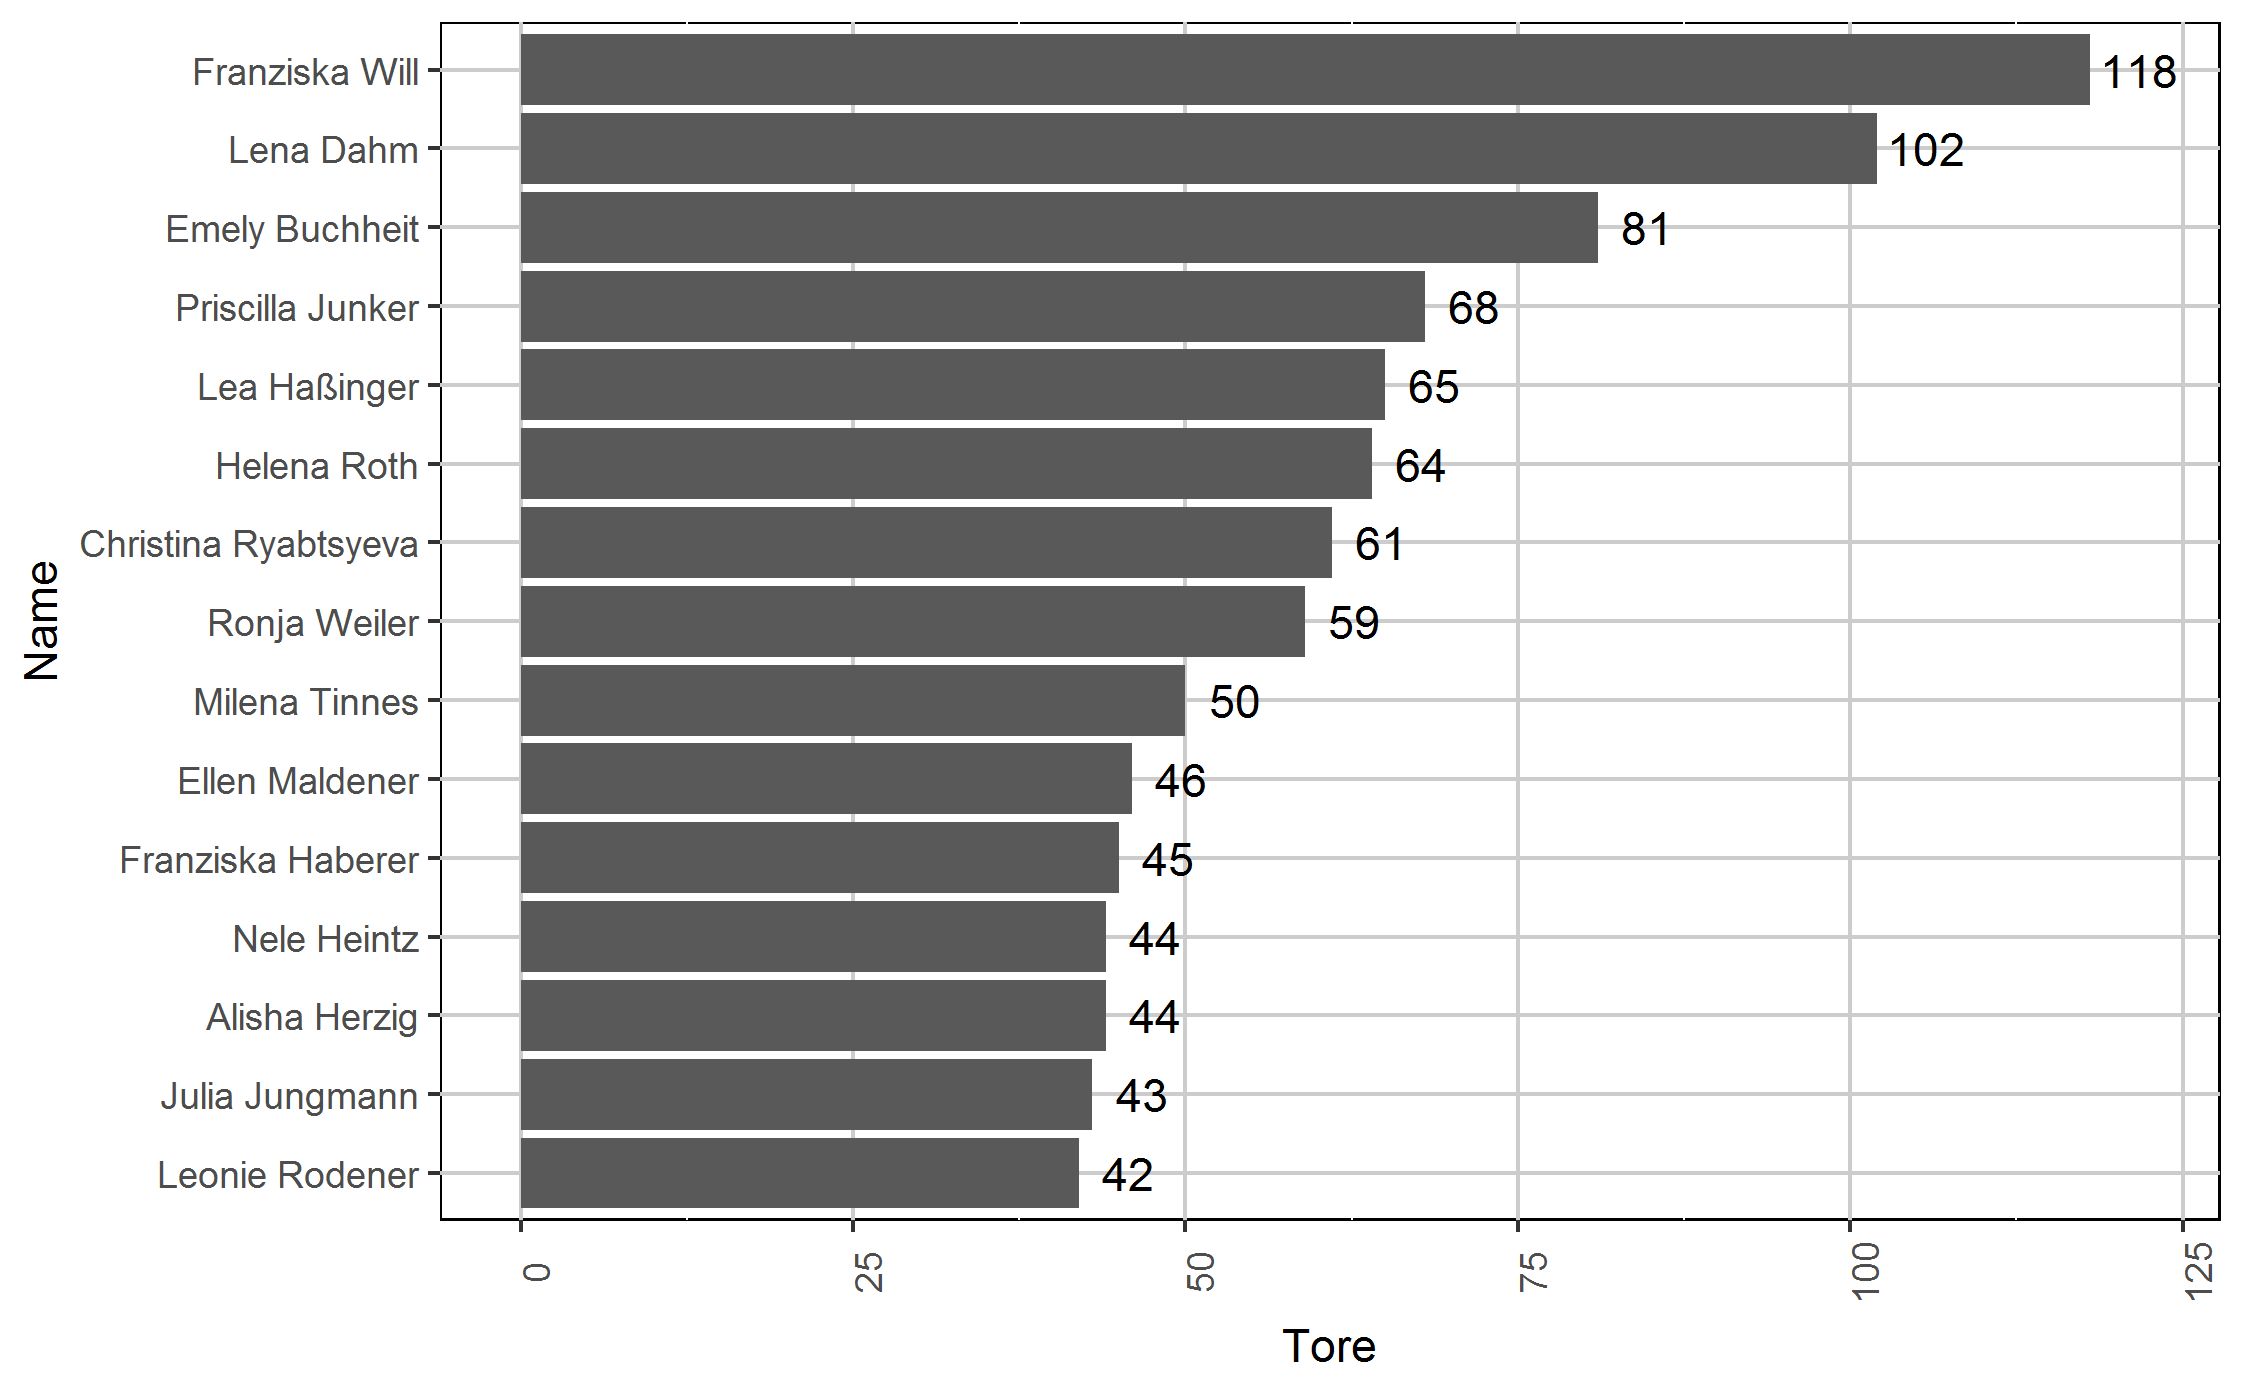 Franziska Will 118
Lena Dahm 102
Emely Buchheit 81
Priscilla Junker 68
Lea Haßinger 65
Helena Roth 64
Christina Ryabtsyeva 61
Ronja Weiler 59
Milena Tinnes 50
Ellen Maldener 46
Franziska Haberer 45
Nele Heintz 44
Alisha Herzig 44
Julia Jungmann 43
Leonie Rodener 42
Name
0 25 50 75 100 125
Tore